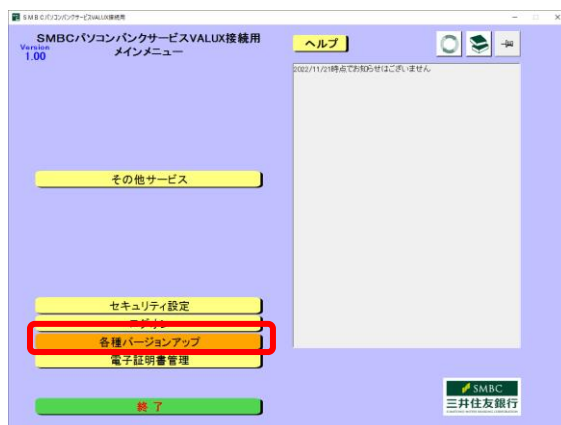 SMBCパソコンバンクサービスVALUX接続用
SMBCパソコンバンクサービスVALUX接続用
メインメニュー
Version
1.00
ヘルプ
2022/11/21時点でお知らせはございません
その他サービス
セキュリティ設定
ログイン
各種バージョンアップ
電子証明書管理
終了
SMBC
三井住友銀行